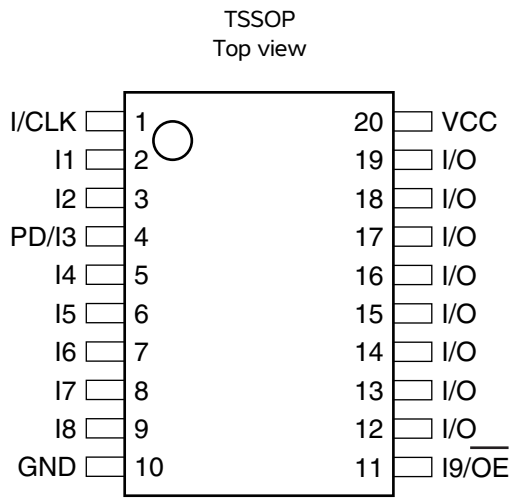 TSSOP
Top view
I/CLK 1 20 VCC
I1 2 19 I/O
I2 3 18 I/O
PD/I3 4 17 I/O
I4 5 16 I/O
I5 6 15 I/O
I6 7 14 I/O
I7 8 13 I/O
I8 9 12 I/O
GND 10 11 I9/O̅E̅